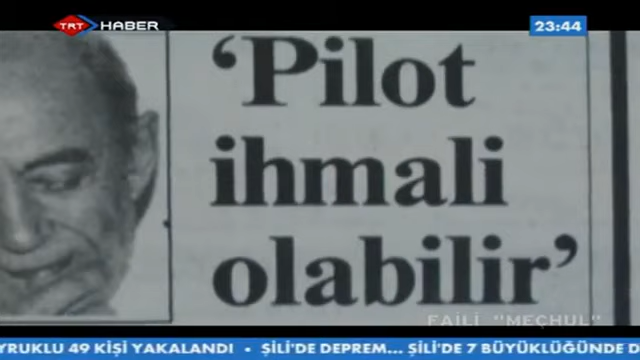 TRT HABER
23:44
'Pilot
ihmali
olabilir'
FAİLİ "MEÇHUL"
YRUKLU 49 KİŞİ YAKALANDI • ŞİLİ'DE DEPREM... ŞİLİ'DE 7 BÜYÜKLÜĞÜNDE D